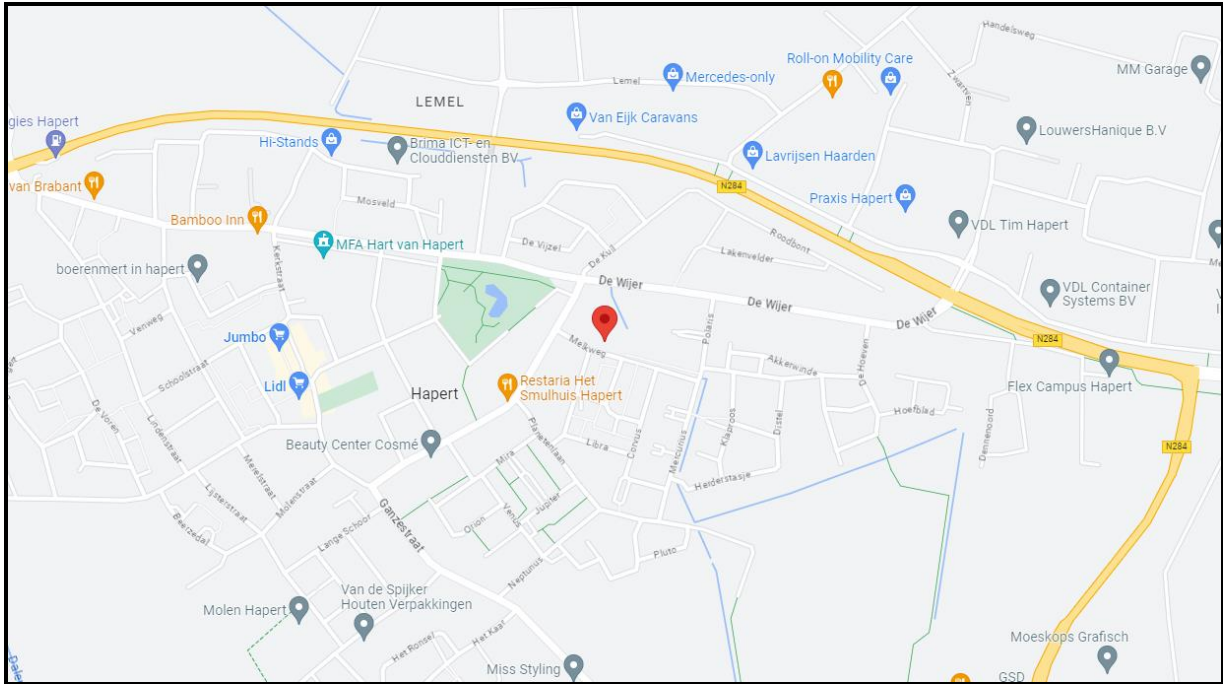 Handelsweg
Roll-on Mobility Care
MM Garage
Lemel
Mercedes-only
Zwartven
LEMEL
gies Hapert
Van Eijk Caravans
LouwersHanique B.V
Hi-Stands
Brima ICT- en
Clouddiensten BV
Lavrijsen Haarden
van Brabant
N284
Mosveld
Praxis Hapert
Bamboo Inn
VDL Tim Hapert
MFA Hart van Hapert
De Vijzel
De Kuil
Roodbont
Lakenvelder
Kerkstraat
boerenmert in hapert
De Wijer
De Wijer
De Wijer
VDL Container
Systems BV
Venweg
Jumbo
Melkweg
Polaris
N284
Akkerwinde
De Hoeven
Schoolstraat
Lidl
Restaria Het
Smulhuis Hapert
Flex Campus Hapert
Hapert
De Voren
Lindenstraat
Hoefblad
Klaproos
Distel
Dennenoord
Beauty Center Cosmé
Planetenlaan
Libra
Corvus
Mercurius
N284
Mira
Merelstraat
Molenstraat
Lijsterstraat
Herderstasje
Beerzedal
Ganzestraat
Lange Schoor
Orion
Venus
Jupiter
Pluto
Neptunus
Van de Spijker
Houten Verpakkingen
Molen Hapert
Het Ronsel
Het Kaaf
Moeskops Grafisch
Miss Styling
GSD